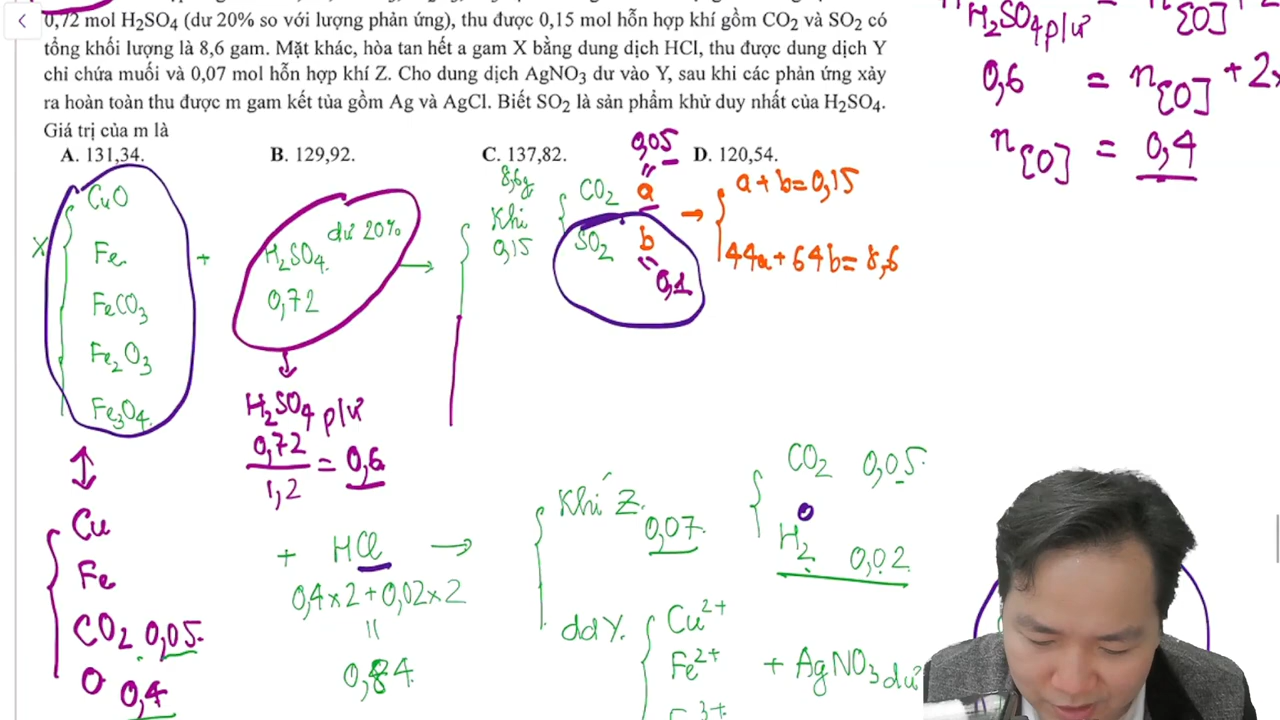 0,72 mol H₂SO₄ (dư 20% so với lượng phản ứng), thu được 0,15 mol hỗn hợp khí gồm CO₂ và SO₂ có
tổng khối lượng là 8,6 gam. Mặt khác, hòa tan hết a gam X bằng dung dịch HCl, thu được dung dịch Y
chỉ chứa muối và 0,07 mol hỗn hợp khí Z. Cho dung dịch AgNO₃ dư vào Y, sau khi các phản ứng xảy
ra hoàn toàn thu được m gam kết tủa gồm Ag và AgCl. Biết SO₂ là sản phẩm khử duy nhất của H₂SO₄.
Giá trị của m là
A. 131,34. B. 129,92. C. 137,82. D. 120,54.
H₂SO₄ p/ư
n[O]
0,6 = n[O] + 2
n[O] = 0,4
X
CuO
Fe
FeCO₃
Fe₂O₃
Fe₃O₄
+
H₂SO₄ dư 20%
0,72
→
8,6g
Khí
0,15
CO₂ a = 0,05
SO₂ b = 0,1
→
a + b = 0,15
44a + 64b = 8,6
H₂SO₄ p/ư
0,72 / 1,2 = 0,6
Cu
Fe
CO₂ 0,05
O 0,4
+ HCl →
0,4×2 + 0,02×2
=
0,84
Khí Z
0,07
CO₂ 0,05
H₂ 0,02
dd Y
Cu²⁺
Fe²⁺
+ AgNO₃ dư